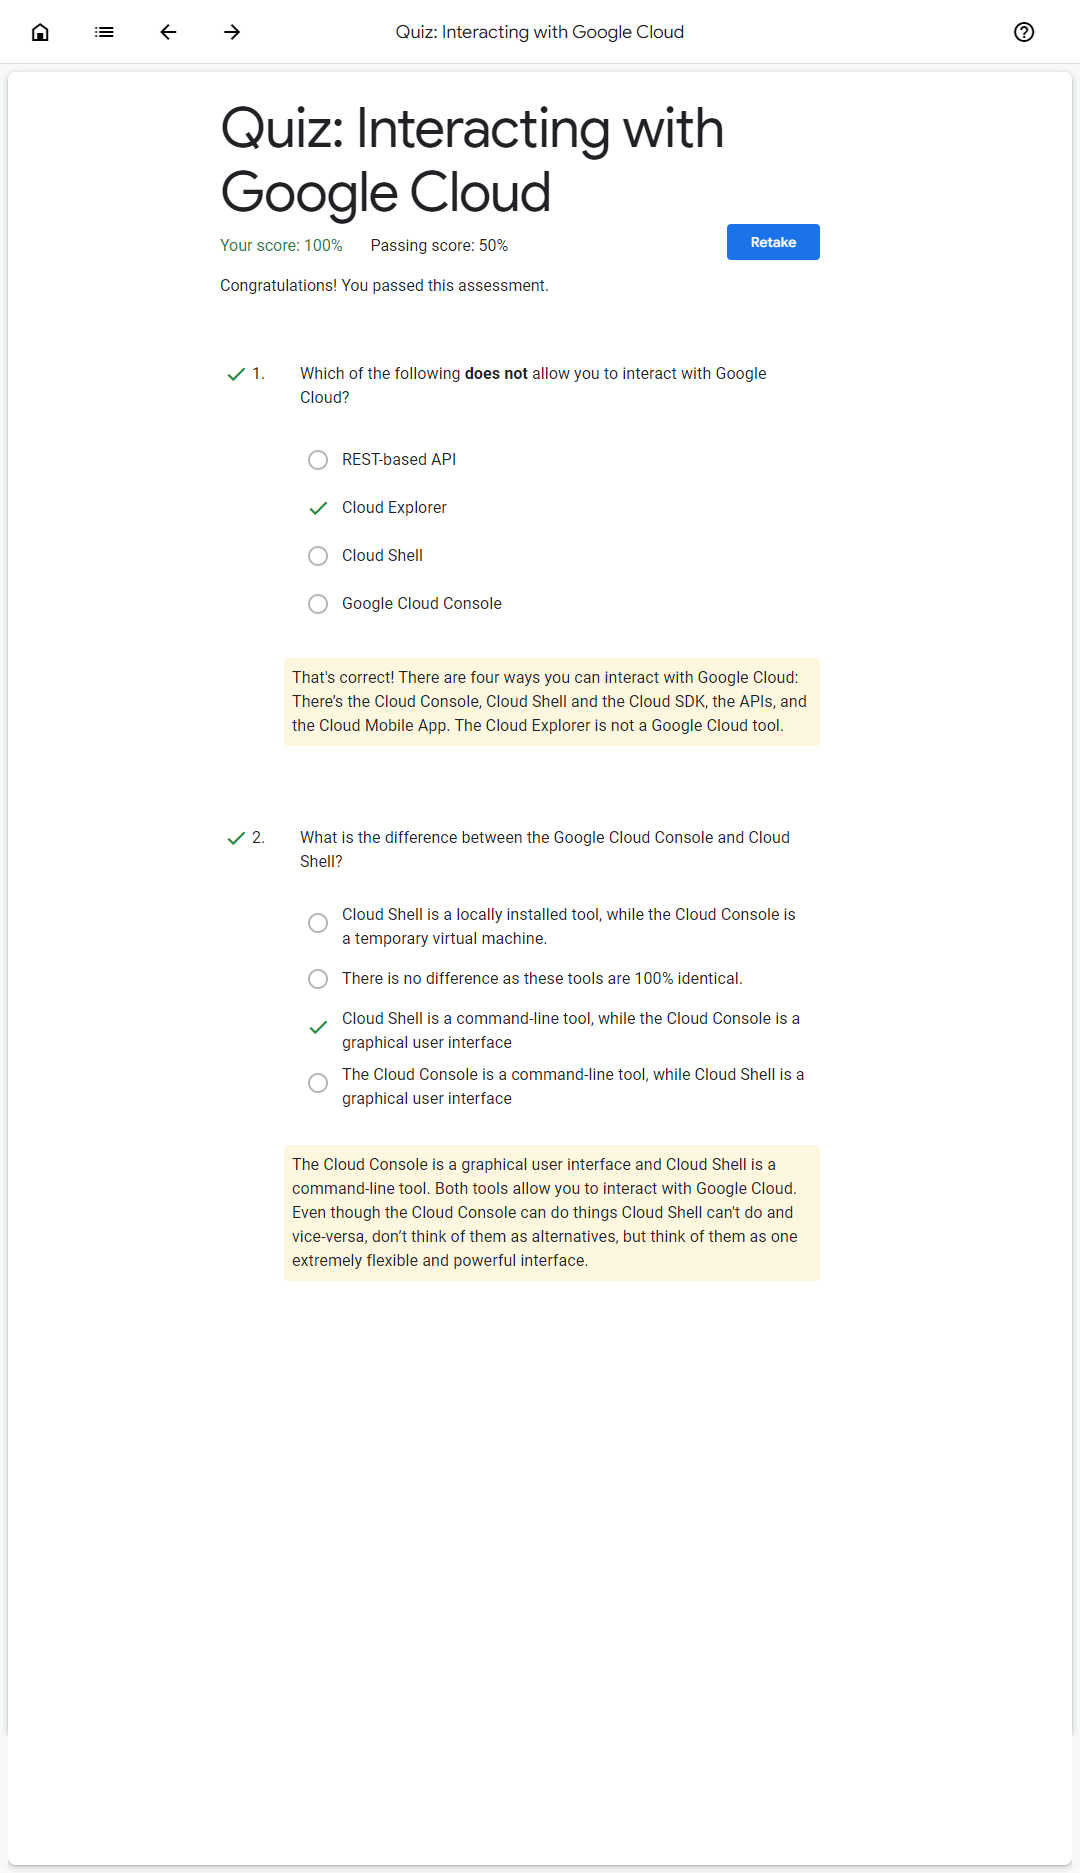 Quiz: Interacting with Google Cloud
Quiz: Interacting with
Google Cloud
Your score: 100% Passing score: 50%
Retake
Congratulations! You passed this assessment.
1. Which of the following does not allow you to interact with Google
Cloud?
REST-based API
Cloud Explorer
Cloud Shell
Google Cloud Console
That's correct! There are four ways you can interact with Google Cloud:
There’s the Cloud Console, Cloud Shell and the Cloud SDK, the APIs, and
the Cloud Mobile App. The Cloud Explorer is not a Google Cloud tool.
2. What is the difference between the Google Cloud Console and Cloud
Shell?
Cloud Shell is a locally installed tool, while the Cloud Console is
a temporary virtual machine.
There is no difference as these tools are 100% identical.
Cloud Shell is a command-line tool, while the Cloud Console is a
graphical user interface
The Cloud Console is a command-line tool, while Cloud Shell is a
graphical user interface
The Cloud Console is a graphical user interface and Cloud Shell is a
command-line tool. Both tools allow you to interact with Google Cloud.
Even though the Cloud Console can do things Cloud Shell can't do and
vice-versa, don’t think of them as alternatives, but think of them as one
extremely flexible and powerful interface.